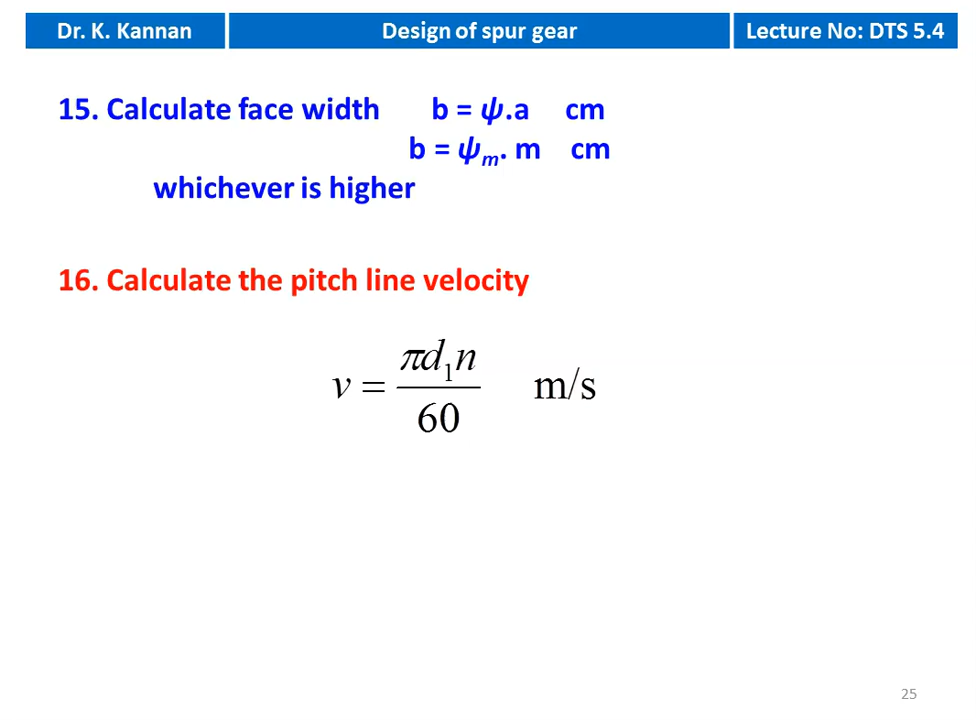 Dr. K. Kannan Design of spur gear Lecture No: DTS 5.4
15. Calculate face width b = ψ.a cm
b = ψₘ. m cm
whichever is higher
16. Calculate the pitch line velocity
v = πd₁n / 60 m/s
25